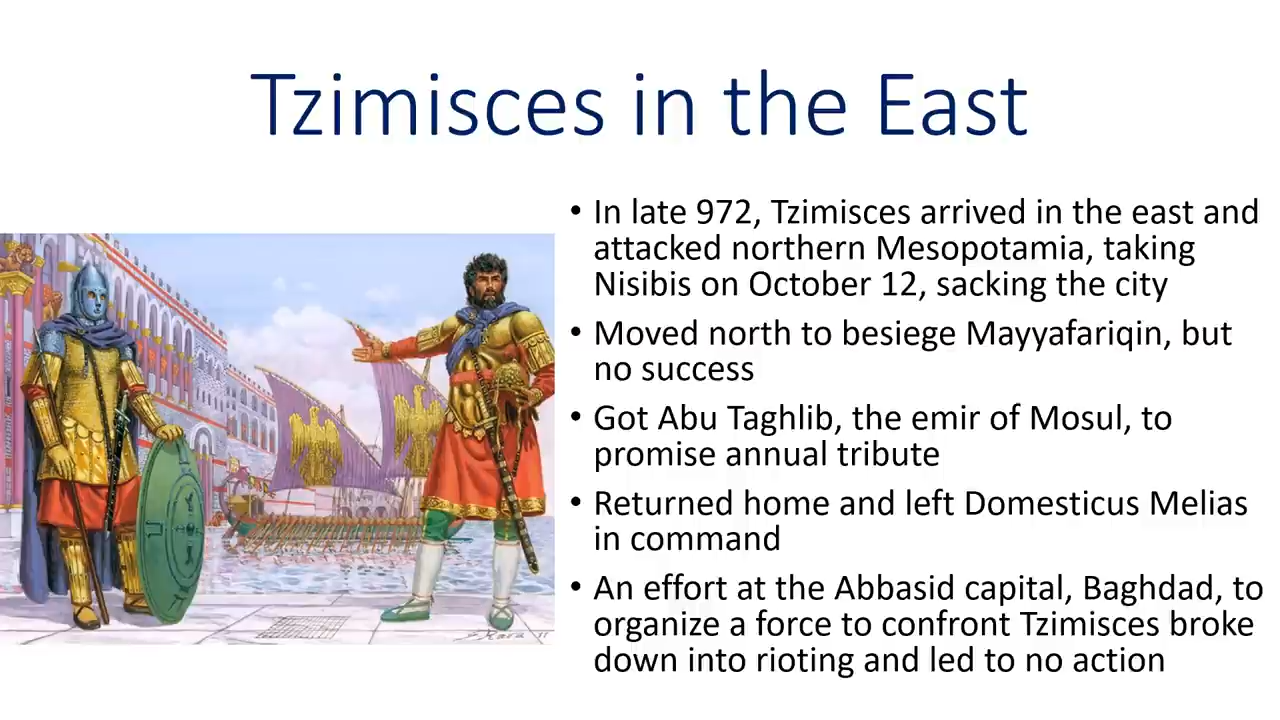 Tzimisces in the East
• In late 972, Tzimisces arrived in the east and
attacked northern Mesopotamia, taking
Nisibis on October 12, sacking the city
• Moved north to besiege Mayyafariqin, but
no success
• Got Abu Taghlib, the emir of Mosul, to
promise annual tribute
• Returned home and left Domesticus Melias
in command
• An effort at the Abbasid capital, Baghdad, to
organize a force to confront Tzimisces broke
down into rioting and led to no action